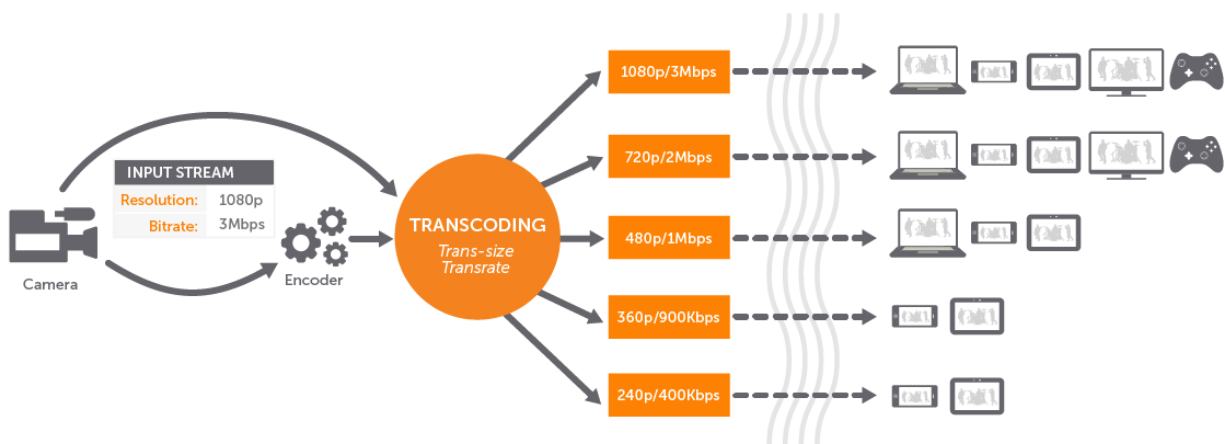 INPUT STREAM
Resolution: 1080p
Bitrate: 3Mbps
Camera
Encoder
TRANSCODING
Trans-size
Transrate
1080p/3Mbps
720p/2Mbps
480p/1Mbps
360p/900Kbps
240p/400Kbps